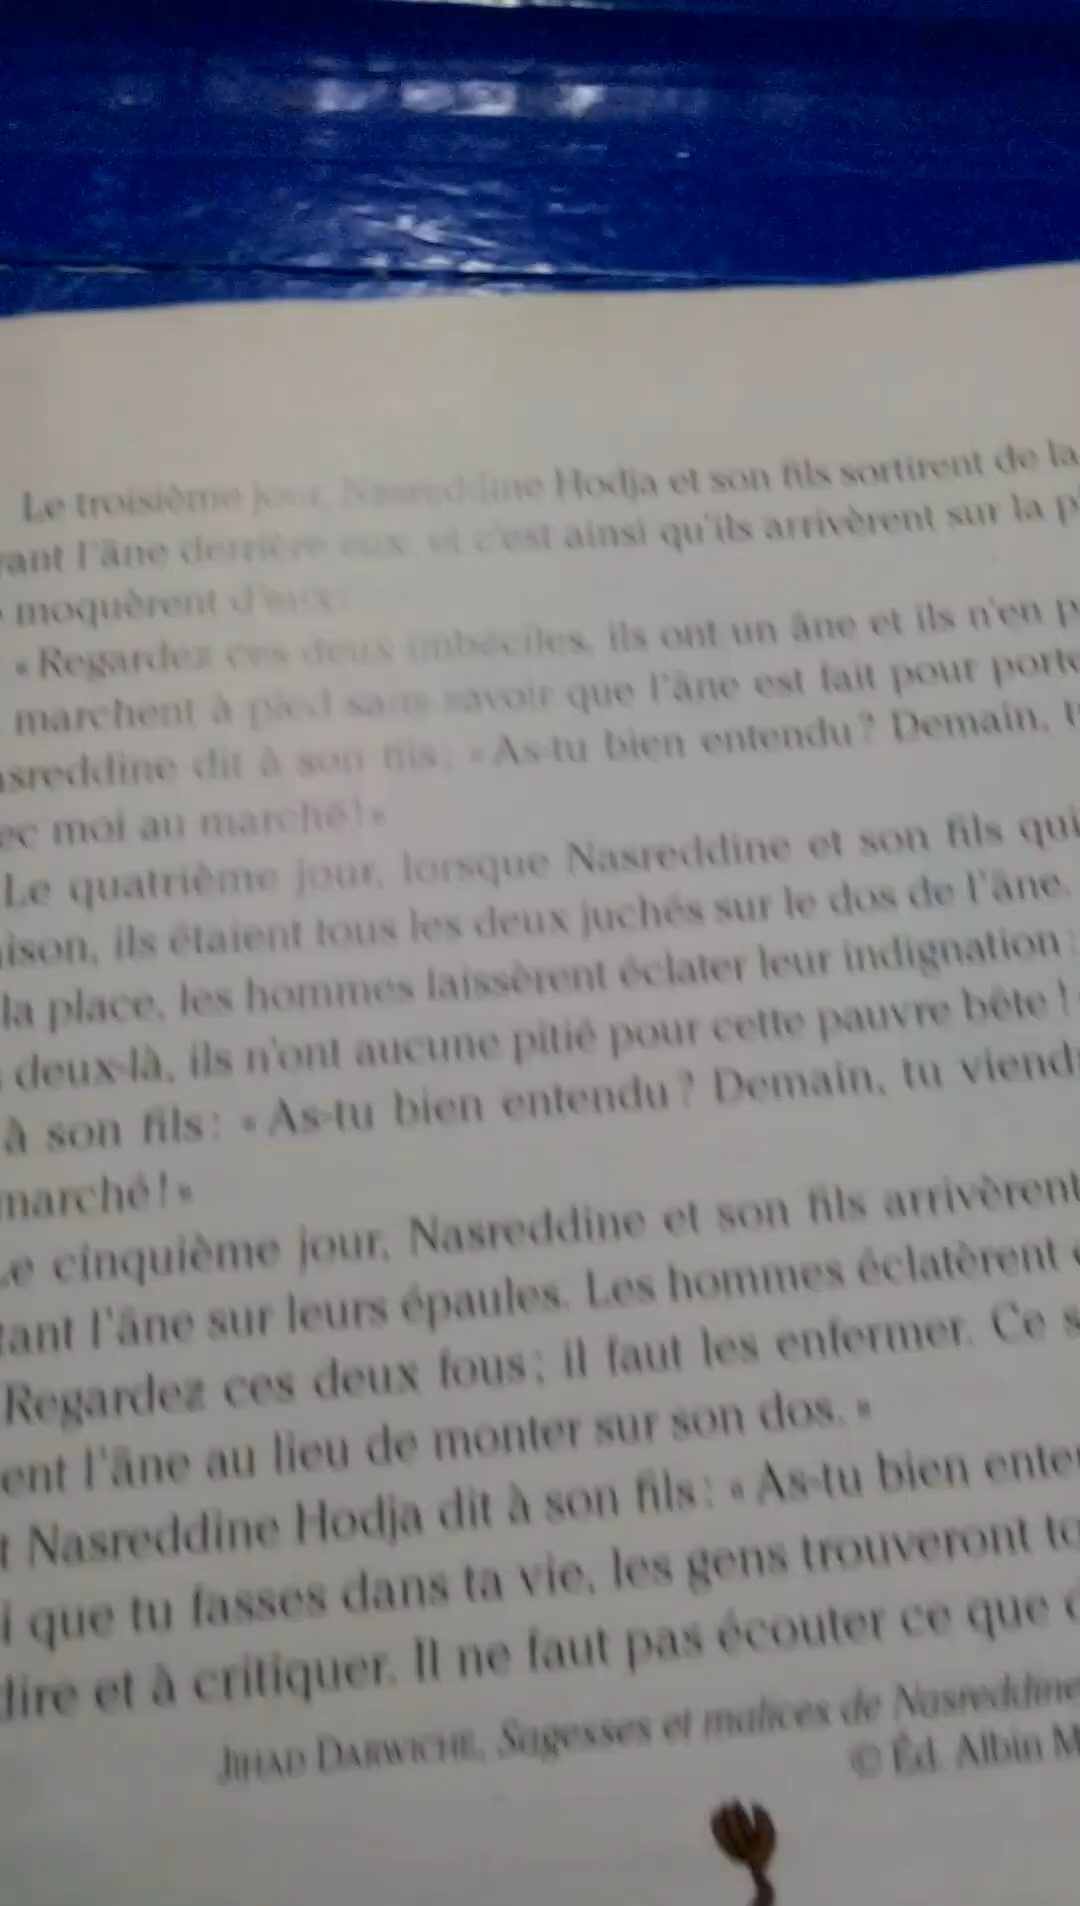 Le troisième jour, Nasreddine Hodja et son fils sortirent de la
ant l'âne derrière eux, et c'est ainsi qu'ils arrivèrent sur la p
moquèrent d'eux :
« Regardez ces deux imbéciles, ils ont un âne et ils n'en p
marchent à pied sans savoir que l'âne est fait pour porte
sreddine dit à son fils : « As-tu bien entendu ? Demain, t
ec moi au marché ! »
Le quatrième jour, lorsque Nasreddine et son fils qui
ison, ils étaient tous les deux juchés sur le dos de l'âne.
la place, les hommes laissèrent éclater leur indignation :
deux-là, ils n'ont aucune pitié pour cette pauvre bête !
à son fils : « As-tu bien entendu ? Demain, tu viend
marché ! »
e cinquième jour, Nasreddine et son fils arrivèrent
tant l'âne sur leurs épaules. Les hommes éclatèrent
Regardez ces deux fous ; il faut les enfermer. Ce s
ent l'âne au lieu de monter sur son dos. »
t Nasreddine Hodja dit à son fils : « As-tu bien enten
i que tu fasses dans ta vie, les gens trouveront to
dire et à critiquer. Il ne faut pas écouter ce que
JIHAD DARWICHE, Sagesses et malices de Nasreddine
© Éd. Albin M